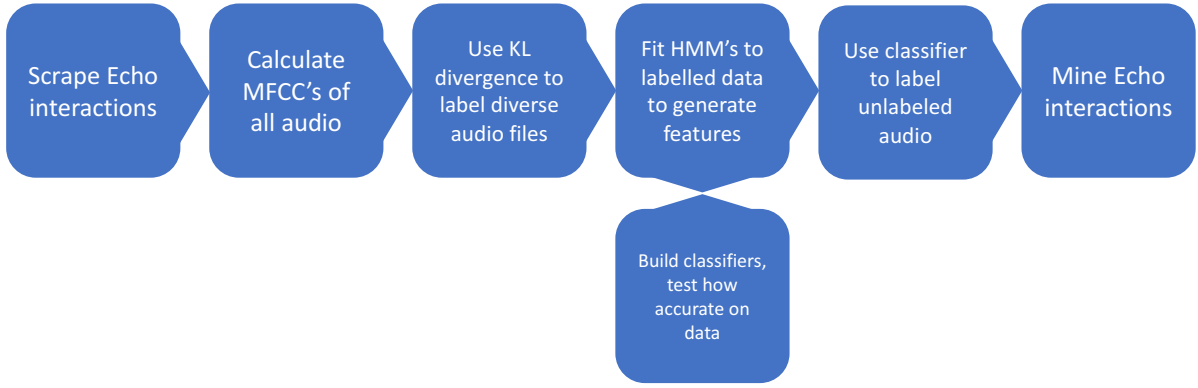 Scrape Echo
interactions
Calculate
MFCC's of
all audio
Use KL
divergence to
label diverse
audio files
Fit HMM's to
labelled data
to generate
features
Use classifier
to label
unlabeled
audio
Mine Echo
interactions
Build classifiers,
test how
accurate on
data